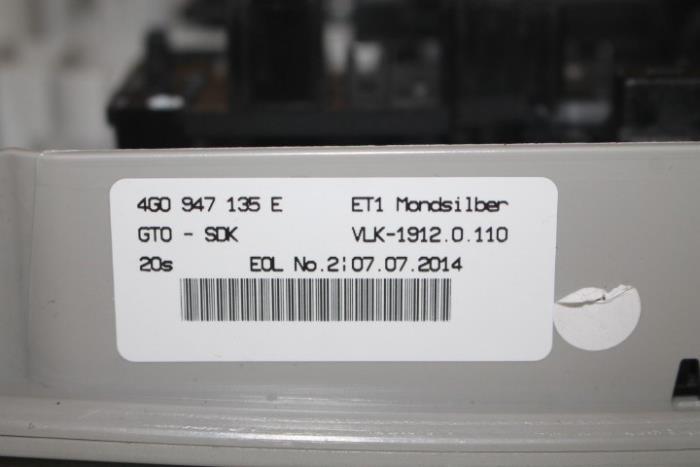 4G0 947 135 E ET1 Mondsilber
GTO - SDK VLK-1912.0.110
20s EOL No.2¦07.07.2014